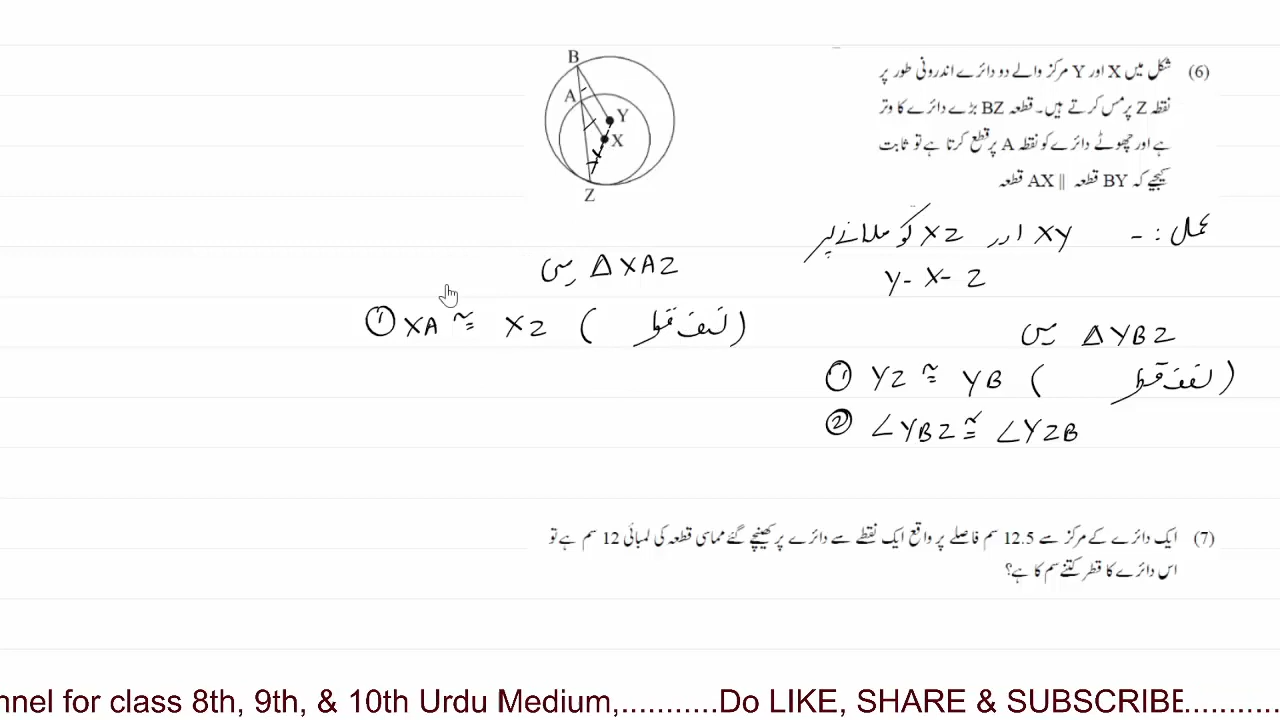 (6) شکل میں X اور Y مرکز والے دو دائرے اندرونی طور پر
نقطہ Z پر مس کرتے ہیں۔ قطعہ BZ بڑے دائرے کا وتر
ہے اور چھوٹے دائرے کو نقطہ A پر قطع کرتا ہے تو ثابت
کیجیے کہ BY قطعہ || AX قطعہ
B
A
Y
X
Z
عمل :- XY اور XZ کو ملانے پر
Y - X - Z
△YBZ میں
① YZ ≅ YB (نصف قطر)
② ∠YBZ ≅ ∠YZB
△XAZ میں
① XA ≅ XZ (نصف قطر)
(7) ایک دائرے کے مرکز سے 12.5 سم فاصلے پر واقع ایک نقطے سے دائرے پر کھینچے گئے مماسی قطعہ کی لمبائی 12 سم ہے تو
اس دائرے کا قطر کتنے سم کا ہے؟
nnel for class 8th, 9th, & 10th Urdu Medium,...........Do LIKE, SHARE & SUBSCRIBE...........